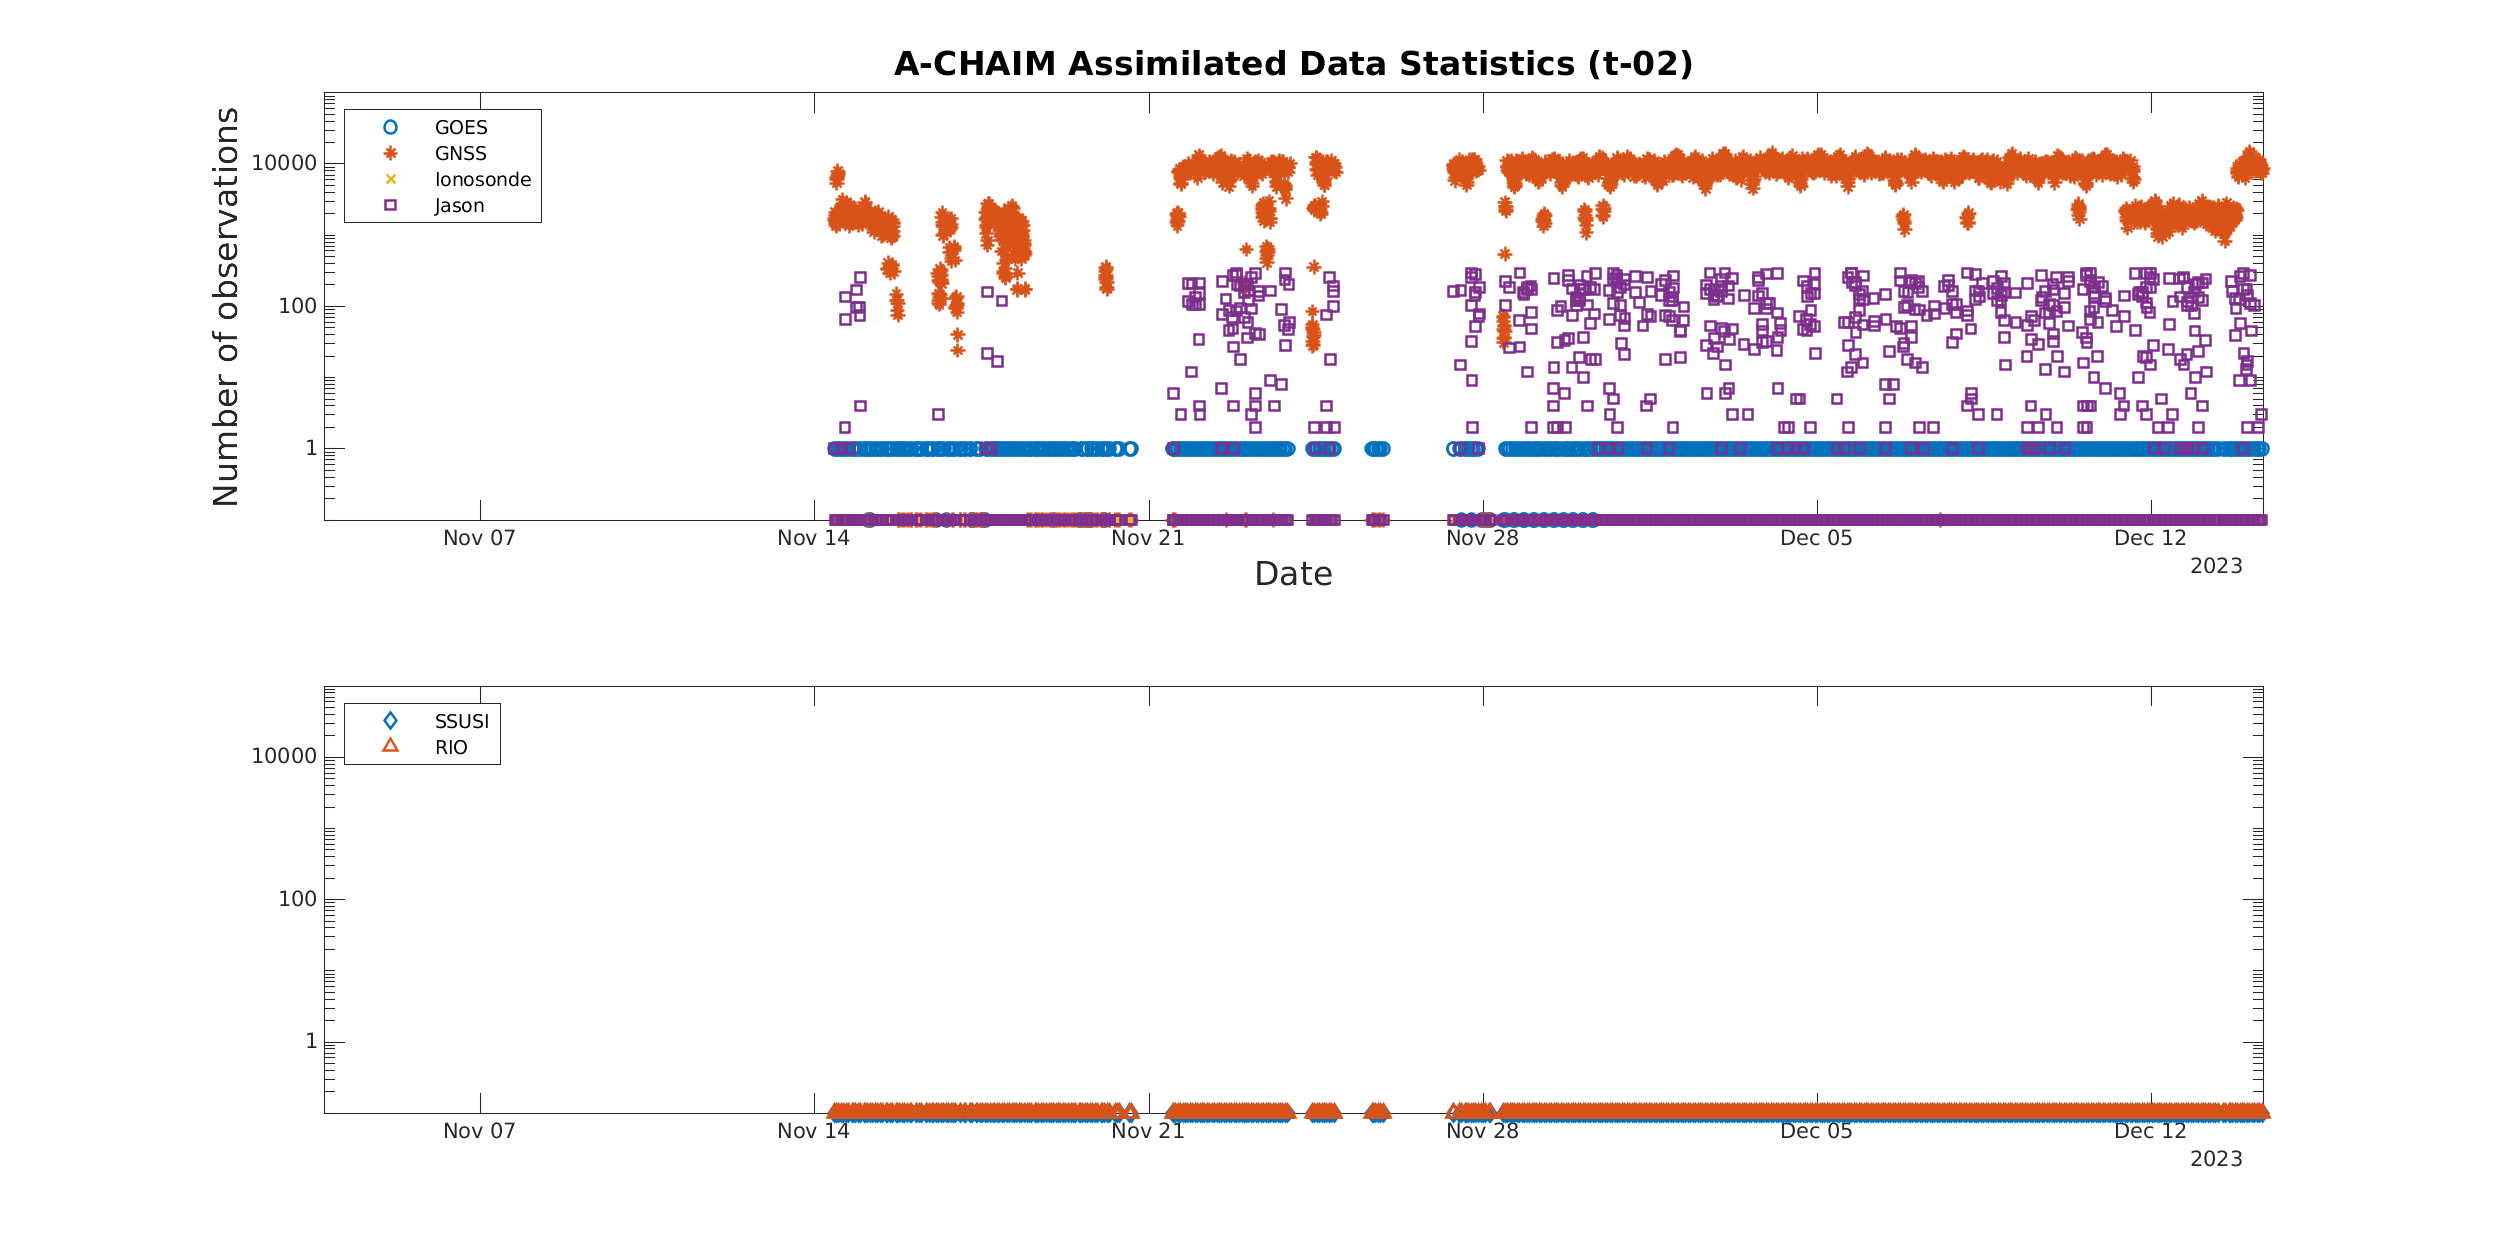 A-CHAIM Assimilated Data Statistics (t-02)
Number of observations
10000
100
1
GOES
GNSS
Ionosonde
Jason
Nov 07
Nov 14
Nov 21
Nov 28
Dec 05
Dec 12
2023
Date
10000
100
1
SSUSI
RIO
Nov 07
Nov 14
Nov 21
Nov 28
Dec 05
Dec 12
2023